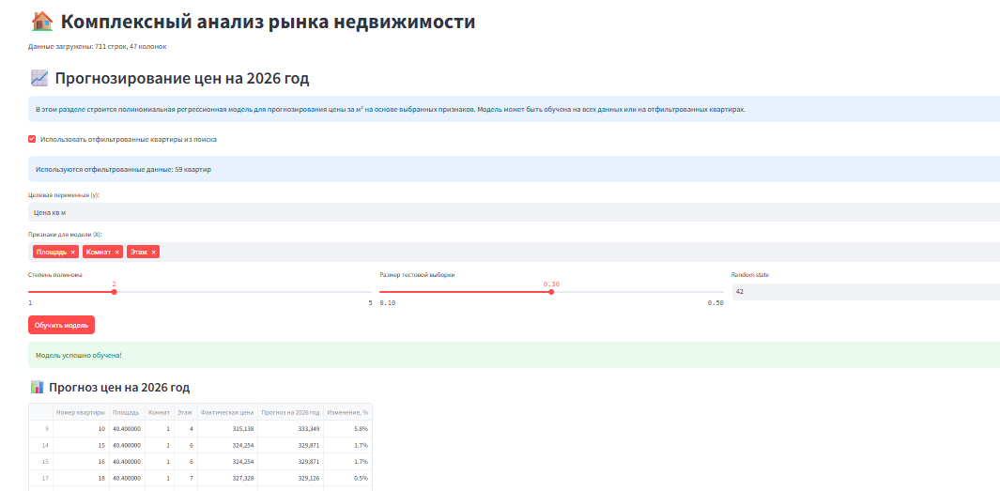 Комплексный анализ рынка недвижимости
Данные загружены: 711 строк, 47 колонок
Прогнозирование цен на 2026 год
В этом разделе строится полиномиальная регрессионная модель для прогнозирования цены за м² на основе выбранных признаков. Модель может быть обучена на всех данных или на отфильтрованных квартирах.
Использовать отфильтрованные квартиры из поиска
Используются отфильтрованные данные: 59 квартир
Целевая переменная (y):
Цена кв м
Признаки для модели (X):
Площадь × Комнат × Этаж ×
Степень полинома Размер тестовой выборки Random state
2 0.30
42
1 5 0.10 0.50
Обучить модель
Модель успешно обучена!
Прогноз цен на 2026 год
Номер квартиры Площадь Комнат Этаж Фактическая цена Прогноз на 2026 год Изменение, %
9 10 40.400000 1 4 315,138 333,349 5.8%
14 15 40.400000 1 6 324,254 329,871 1.7%
15 16 40.400000 1 6 324,254 329,871 1.7%
17 18 40.400000 1 7 327,328 329,126 0.5%